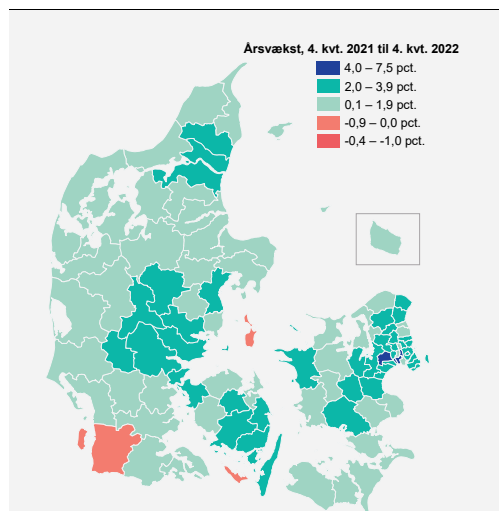 Årsvækst, 4. kvt. 2021 til 4. kvt. 2022
4,0 – 7,5 pct.
2,0 – 3,9 pct.
0,1 – 1,9 pct.
-0,9 – 0,0 pct.
-0,4 – -1,0 pct.